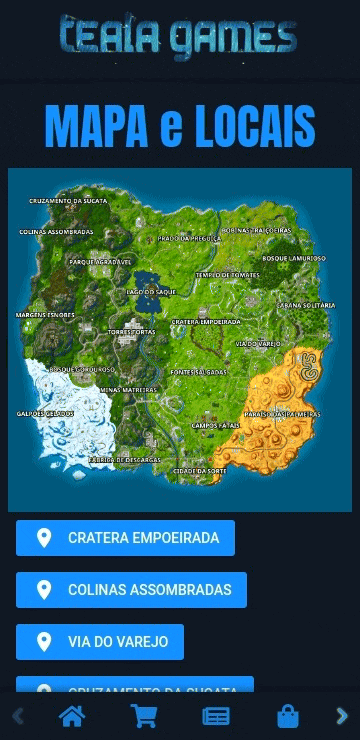 teala games
MAPA e LOCAIS
CRUZAMENTO DA SUCATA
COLINAS ASSOMBRADAS
PRADO DA PREGUIÇA
BOBINAS TRAIÇOEIRAS
PARQUE AGRADÁVEL
BOSQUE LAMURIOSO
TEMPLO DE TOMATES
LAGO DO SAQUE
CABANA SOLITÁRIA
MARGENS ESNOBES
CRATERA EMPOEIRADA
TORRES TORTAS
VIA DO VAREJO
BOSQUE GORDUROSO
FONTES SALGADAS
MINAS MATREIRAS
GALPÕES GELADOS
PARAÍSO DAS PALMEIRAS
CAMPOS FATAIS
FÁBRICA DE DESCARGAS
CIDADE DA SORTE
CRATERA EMPOEIRADA
COLINAS ASSOMBRADAS
VIA DO VAREJO
CRUZAMENTO DA SUCATA